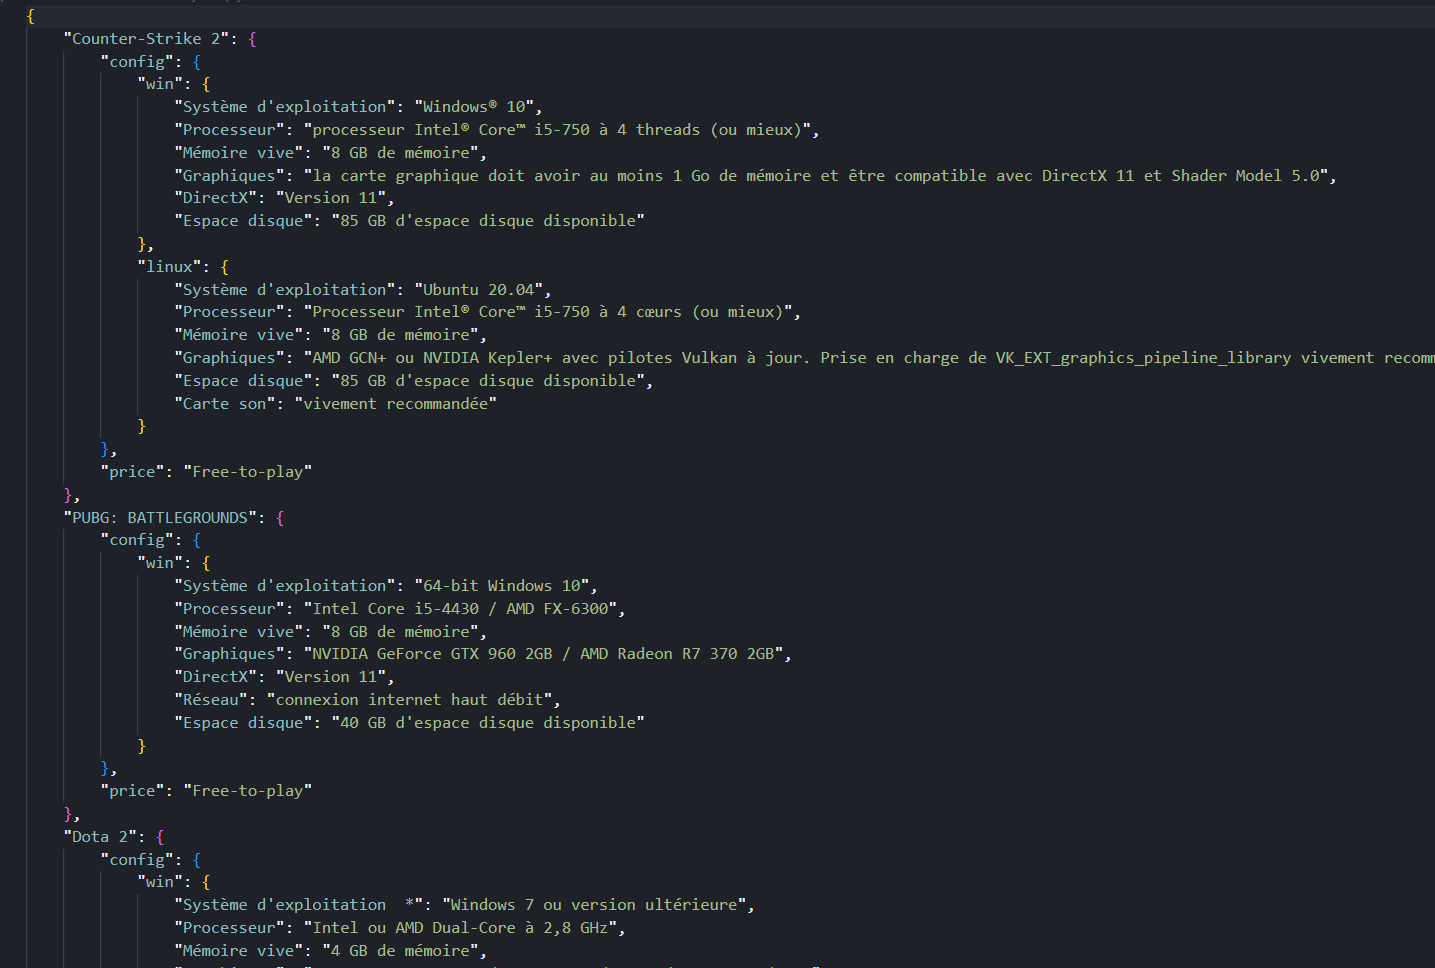 {
"Counter-Strike 2": {
"config": {
"win": {
"Système d'exploitation": "Windows® 10",
"Processeur": "processeur Intel® Core™ i5-750 à 4 threads (ou mieux)",
"Mémoire vive": "8 GB de mémoire",
"Graphiques": "la carte graphique doit avoir au moins 1 Go de mémoire et être compatible avec DirectX 11 et Shader Model 5.0",
"DirectX": "Version 11",
"Espace disque": "85 GB d'espace disque disponible"
},
"linux": {
"Système d'exploitation": "Ubuntu 20.04",
"Processeur": "Processeur Intel® Core™ i5-750 à 4 cœurs (ou mieux)",
"Mémoire vive": "8 GB de mémoire",
"Graphiques": "AMD GCN+ ou NVIDIA Kepler+ avec pilotes Vulkan à jour. Prise en charge de VK_EXT_graphics_pipeline_library vivement recom
"Espace disque": "85 GB d'espace disque disponible",
"Carte son": "vivement recommandée"
}
},
"price": "Free-to-play"
},
"PUBG: BATTLEGROUNDS": {
"config": {
"win": {
"Système d'exploitation": "64-bit Windows 10",
"Processeur": "Intel Core i5-4430 / AMD FX-6300",
"Mémoire vive": "8 GB de mémoire",
"Graphiques": "NVIDIA GeForce GTX 960 2GB / AMD Radeon R7 370 2GB",
"DirectX": "Version 11",
"Réseau": "connexion internet haut débit",
"Espace disque": "40 GB d'espace disque disponible"
}
},
"price": "Free-to-play"
},
"Dota 2": {
"config": {
"win": {
"Système d'exploitation  *": "Windows 7 ou version ultérieure",
"Processeur": "Intel ou AMD Dual-Core à 2,8 GHz",
"Mémoire vive": "4 GB de mémoire",